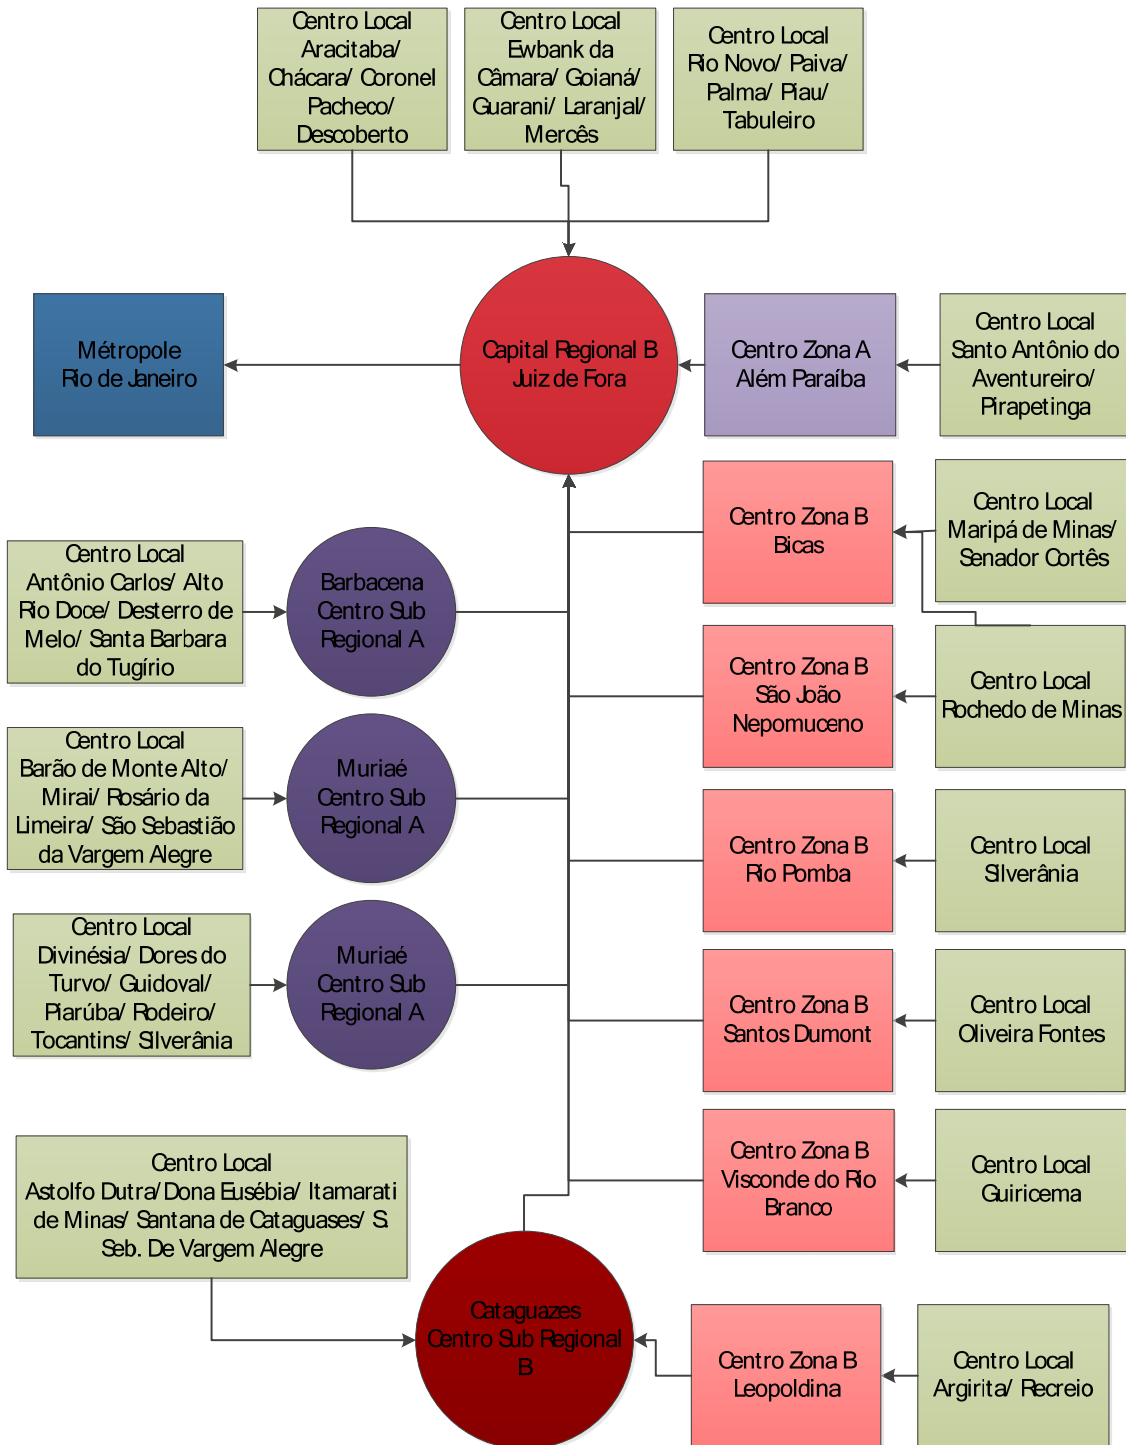 Centro Local
Aracitaba/
Chácara/ Coronel
Pacheco/
Descoberto
Centro Local
Ewbank da
Câmara/ Goianá/
Guarani/ Laranjal/
Mercês
Centro Local
Rio Novo/ Paiva/
Palma/ Piau/
Tabuleiro
Métropole
Rio de Janeiro
Capital Regional B
Juiz de Fora
Centro Zona A
Além Paraíba
Centro Local
Santo Antônio do
Aventureiro/
Pirapetinga
Centro Zona B
Bicas
Centro Local
Maripá de Minas/
Senador Cortês
Centro Local
Antônio Carlos/ Alto
Rio Doce/ Desterro de
Melo/ Santa Barbara
do Tugírio
Barbacena
Centro Sub
Regional A
Centro Zona B
São João
Nepomuceno
Centro Local
Rochedo de Minas
Centro Local
Barão de Monte Alto/
Mirai/ Rosário da
Limeira/ São Sebastião
da Vargem Alegre
Muriaé
Centro Sub
Regional A
Centro Zona B
Rio Pomba
Centro Local
Silverânia
Centro Local
Divinésia/ Dores do
Turvo/ Guidoval/
Piarúba/ Rodeiro/
Tocantins/ Silverânia
Muriaé
Centro Sub
Regional A
Centro Zona B
Santos Dumont
Centro Local
Oliveira Fontes
Centro Zona B
Visconde do Rio
Branco
Centro Local
Guiricema
Centro Local
Astolfo Dutra/Dona Eusébia/ Itamarati
de Minas/ Santana de Cataguases/ S.
Seb. De Vargem Alegre
Cataguazes
Centro Sub Regional
B
Centro Zona B
Leopoldina
Centro Local
Argirita/ Recreio